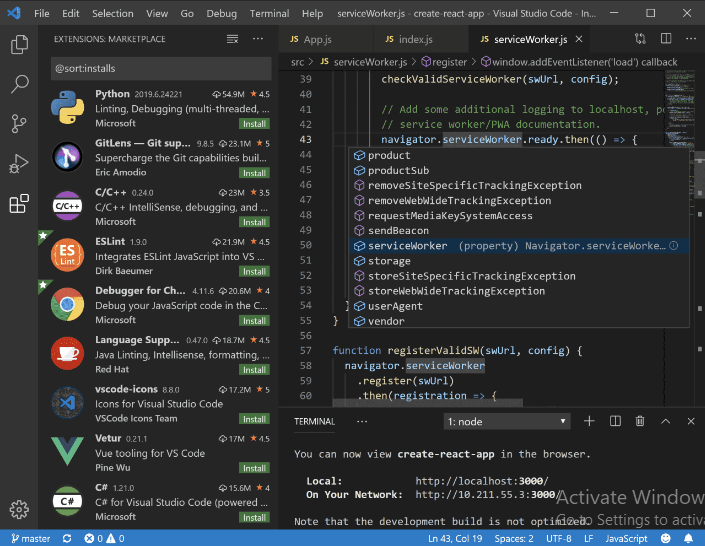 File Edit Selection View Go Debug Terminal Help serviceWorker.js - create-react-app - Visual Studio Code - In...
EXTENSIONS: MARKETPLACE
@sort:installs
Python 2019.6.24221 54.9M 4.5
Linting, Debugging (multi-threaded, ...
Microsoft Install
GitLens — Git sup... 9.8.5 23.1M 5
Supercharge the Git capabilities buil...
Eric Amodio Install
C/C++ 0.24.0 23M 3.5
C/C++ IntelliSense, debugging, and ...
Microsoft Install
ESLint 1.9.0 21.9M 4.5
Integrates ESLint JavaScript into VS ...
Dirk Baeumer Install
Debugger for Ch... 4.11.6 20.6M 4
Debug your JavaScript code in the C...
Microsoft Install
Language Supp... 0.47.0 18.7M 4.5
Java Linting, Intellisense, formatting, ...
Red Hat Install
vscode-icons 8.8.0 17.2M 5
Icons for Visual Studio Code
VSCode Icons Team Install
Vetur 0.21.1 17M 4.5
Vue tooling for VS Code
Pine Wu Install
C# 1.21.0 15.6M 4
C# for Visual Studio Code (powered ...
Microsoft Install
JS App.js JS index.js JS serviceWorker.js
src > JS serviceWorker.js > register > window.addEventListener('load') callback
39 checkValidServiceWorker(swUrl, config);
40
41 // Add some additional logging to localhost, p
42 // service worker/PWA documentation.
43 navigator.serviceWorker.ready.then(() => {
44 product
45 productSub
46 removeSiteSpecificTrackingException
47 removeWebWideTrackingException
48 requestMediaKeySystemAccess
49 sendBeacon
50 serviceWorker (property) Navigator.serviceWorke...
51 storage
52 storeSiteSpecificTrackingException
53 storeWebWideTrackingException
54 } userAgent
55 } vendor
56
57 function registerValidSW(swUrl, config) {
58 navigator.serviceWorker
59 .register(swUrl)
60 .then(registration => {
TERMINAL ... 1: node
You can now view create-react-app in the browser.
Local: http://localhost:3000/
On Your Network: http://10.211.55.3:3000/
Note that the development build is not optimized.
Activate Window
Go to Settings to activa
master 0 0 Ln 43, Col 19 Spaces: 2 UTF-8 LF JavaScript